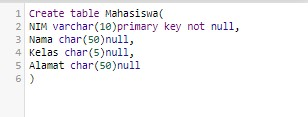 1 Create table Mahasiswa(
2 NIM varchar(10)primary key not null,
3 Nama char(50)null,
4 Kelas char(5)null,
5 Alamat char(50)null
6 )